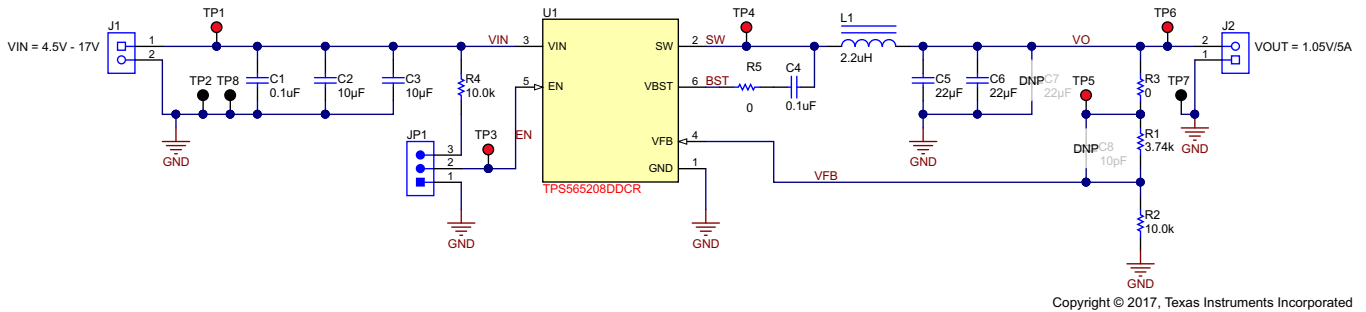 J1
VIN = 4.5V - 17V
1
2
TP1
TP2
TP8
C1
0.1uF
C2
10µF
C3
10µF
VIN
R4
10.0k
JP1
3
2
1
TP3
EN
GND
GND
U1
3
VIN
5
EN
SW
VBST
VFB
GND
TPS565208DDCR
2
SW
6
BST
4
1
GND
TP4
R5
0
C4
0.1uF
L1
2.2uH
C5
22µF
C6
22µF
DNP
C7
22µF
GND
VO
TP5
DNP
C8
10pF
VFB
R3
0
R1
3.74k
R2
10.0k
GND
TP6
TP7
J2
2
1
VOUT = 1.05V/5A
GND
Copyright © 2017, Texas Instruments Incorporated